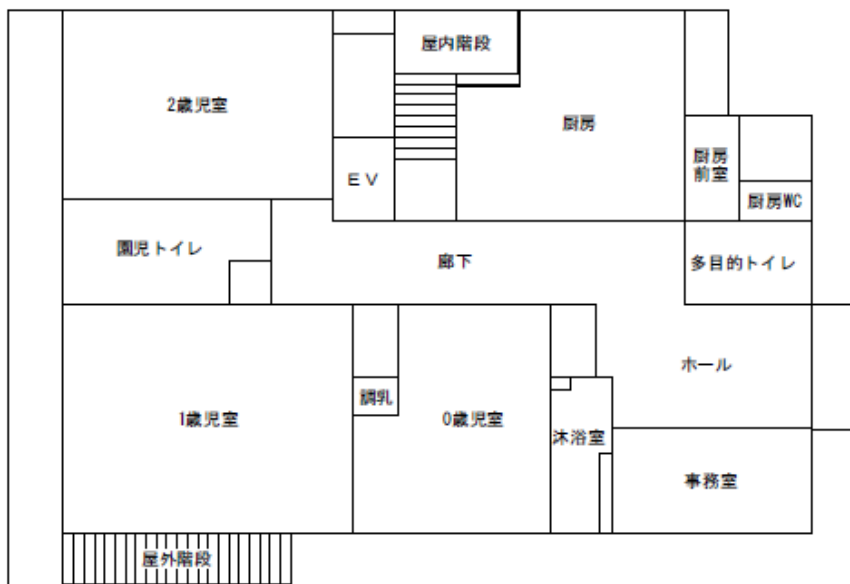 屋内階段
2歳児室
厨房
厨房
前室
EV
厨房WC
園児トイレ
廊下
多目的トイレ
ホール
調乳
1歳児室
0歳児室
沐浴室
事務室
屋外階段